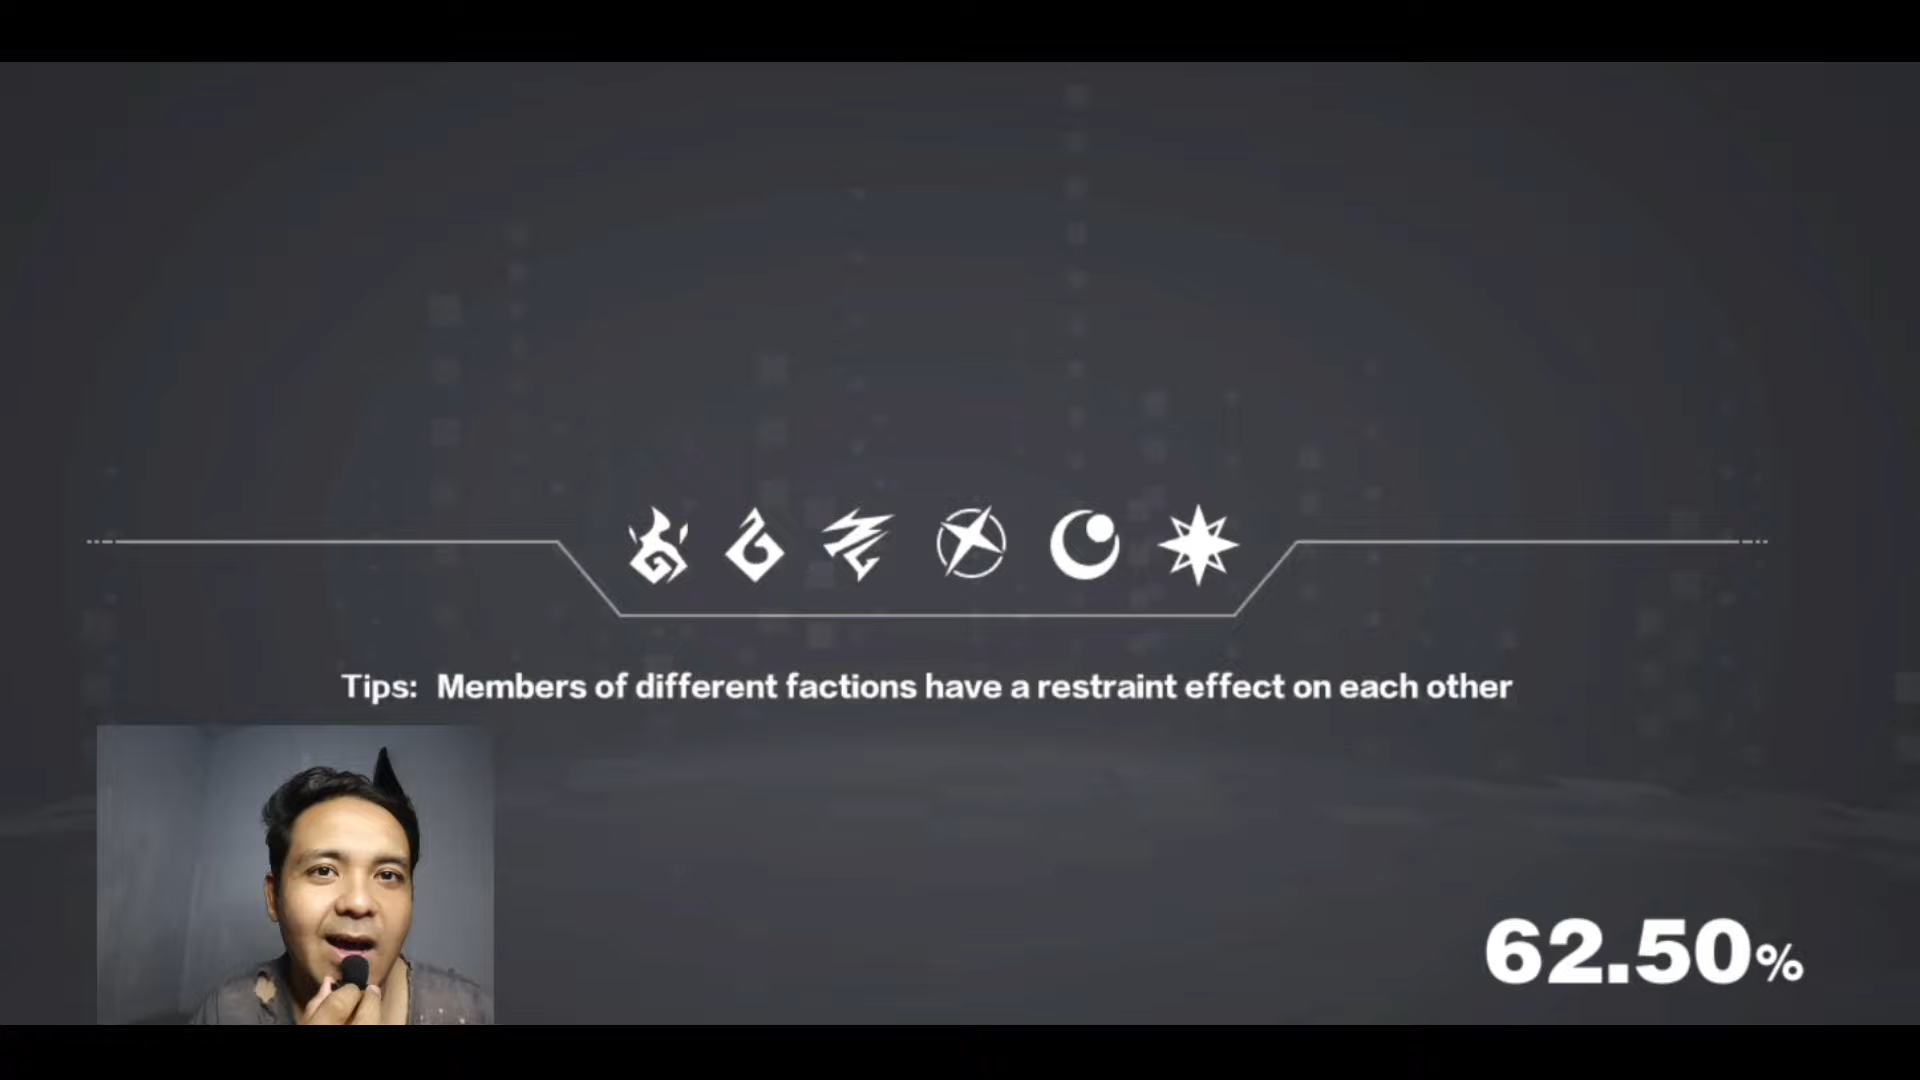 Tips: Members of different factions have a restraint effect on each other
62.50%